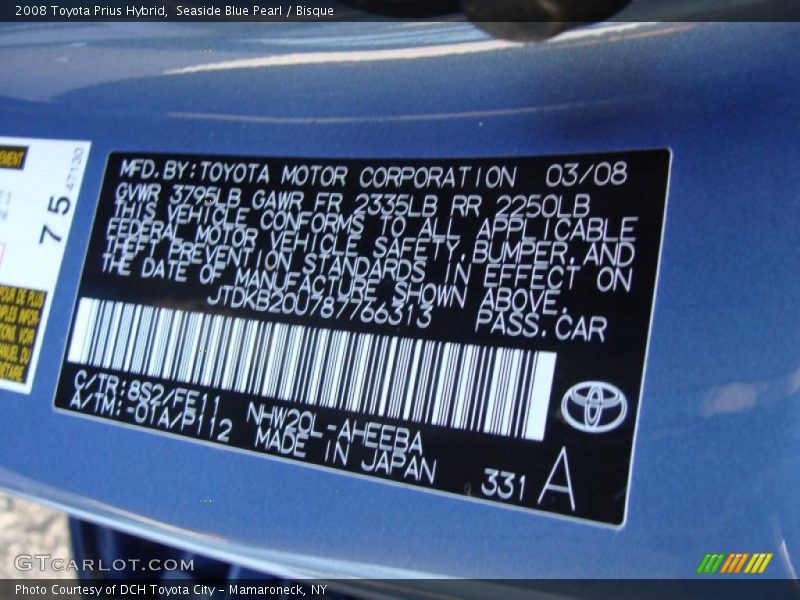 2008 Toyota Prius Hybrid, Seaside Blue Pearl / Bisque
75 47130
MFD.BY:TOYOTA MOTOR CORPORATION 03/08
GVWR 3795LB GAWR FR 2335LB RR 2250LB
THIS VEHICLE CONFORMS TO ALL APPLICABLE
FEDERAL MOTOR VEHICLE SAFETY,BUMPER,AND
THEFT PREVENTION STANDARDS IN EFFECT ON
THE DATE OF MANUFACTURE SHOWN ABOVE.
JTDKB20U787766313 PASS.CAR
C/TR:8S2/FE11 NHW20L-AHEEBA
A/TM:-01A/P112 MADE IN JAPAN
331 A
GTCARLOT.COM
Photo Courtesy of DCH Toyota City - Mamaroneck, NY